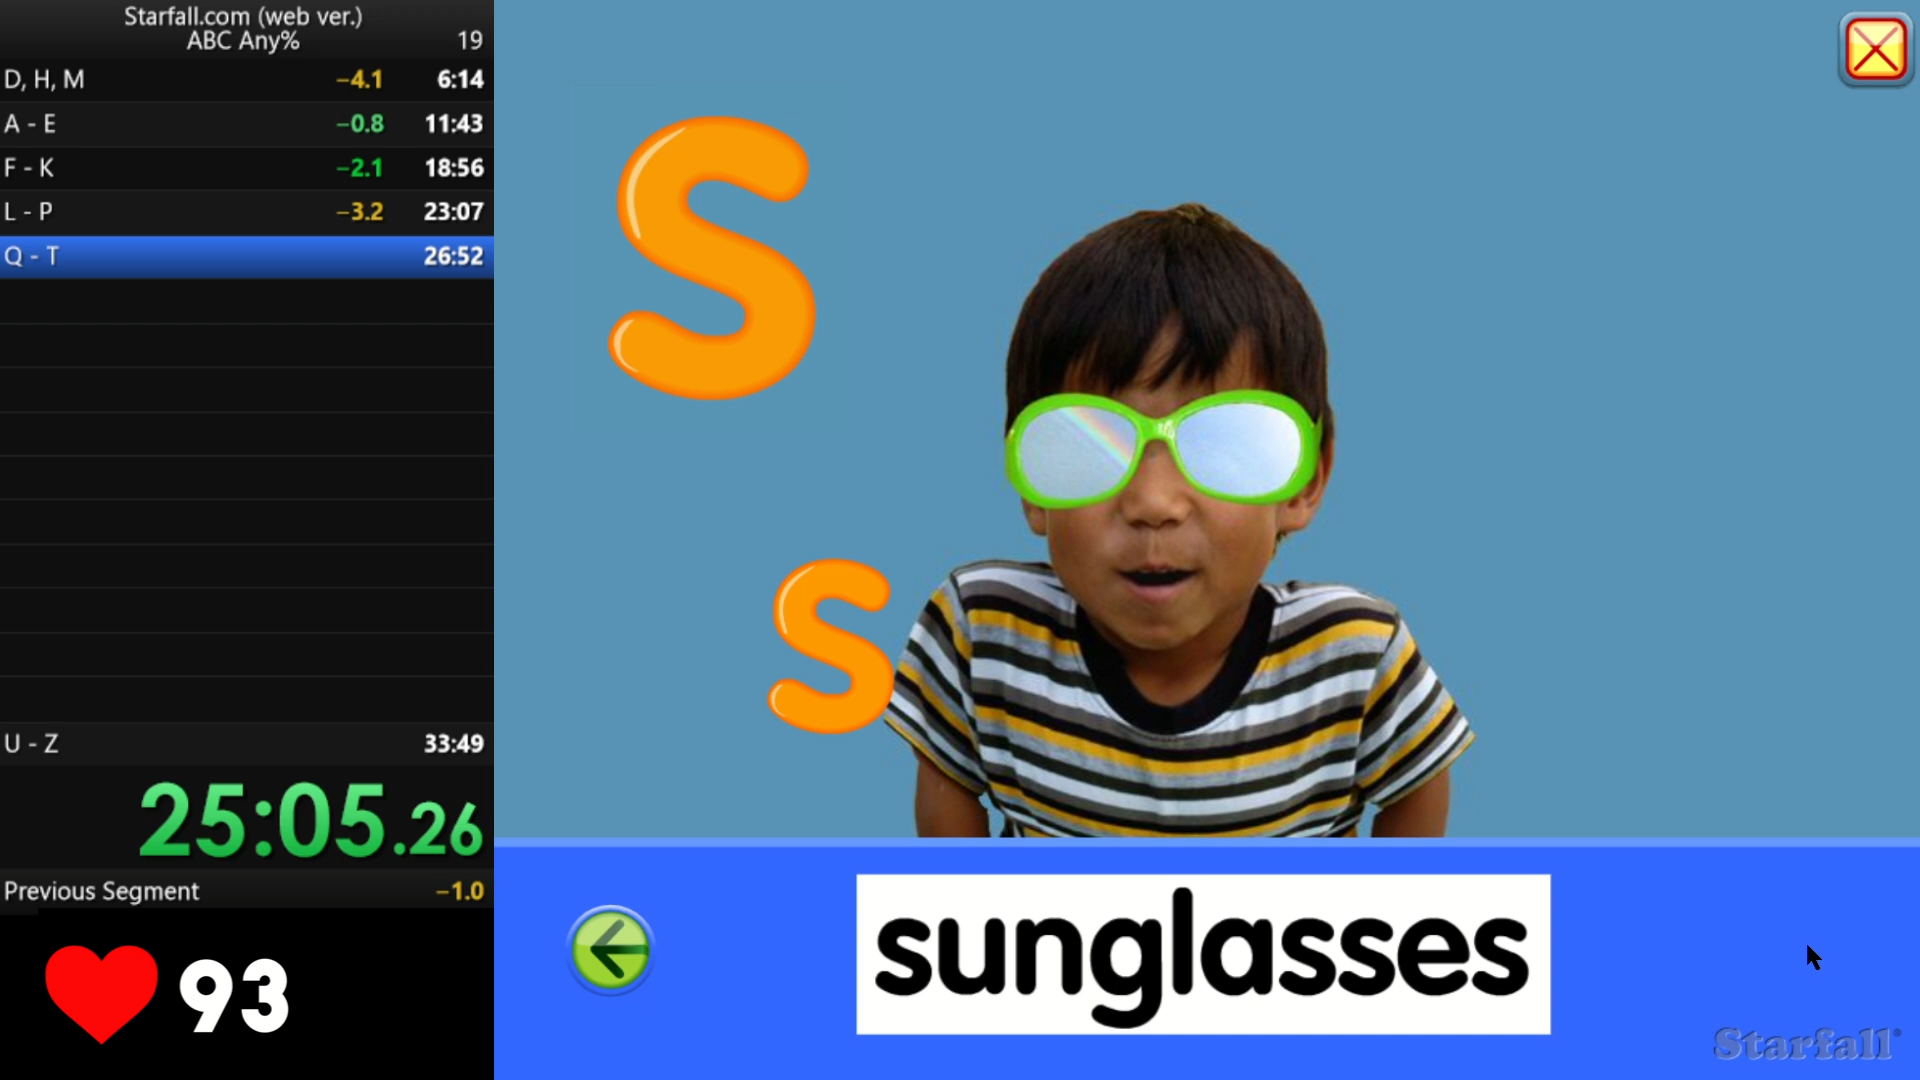 Starfall.com (web ver.)
ABC Any%
19
D, H, M −4.1 6:14
A - E −0.8 11:43
F - K −2.1 18:56
L - P −3.2 23:07
Q - T 26:52
U - Z 33:49
25:05.26
Previous Segment −1.0
93
S
s
sunglasses
Starfall®